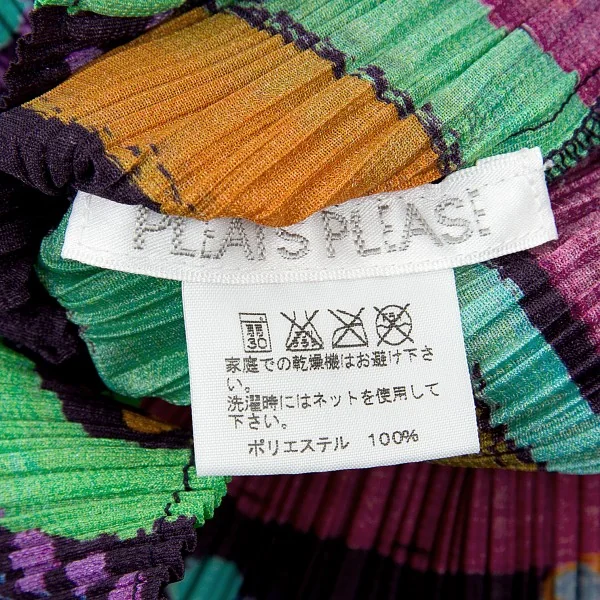 PLEATS PLEASE
弱 30
家庭での乾燥機はお避け下さ
い。
洗濯時にはネットを使用して
下さい。
ポリエステル 100%